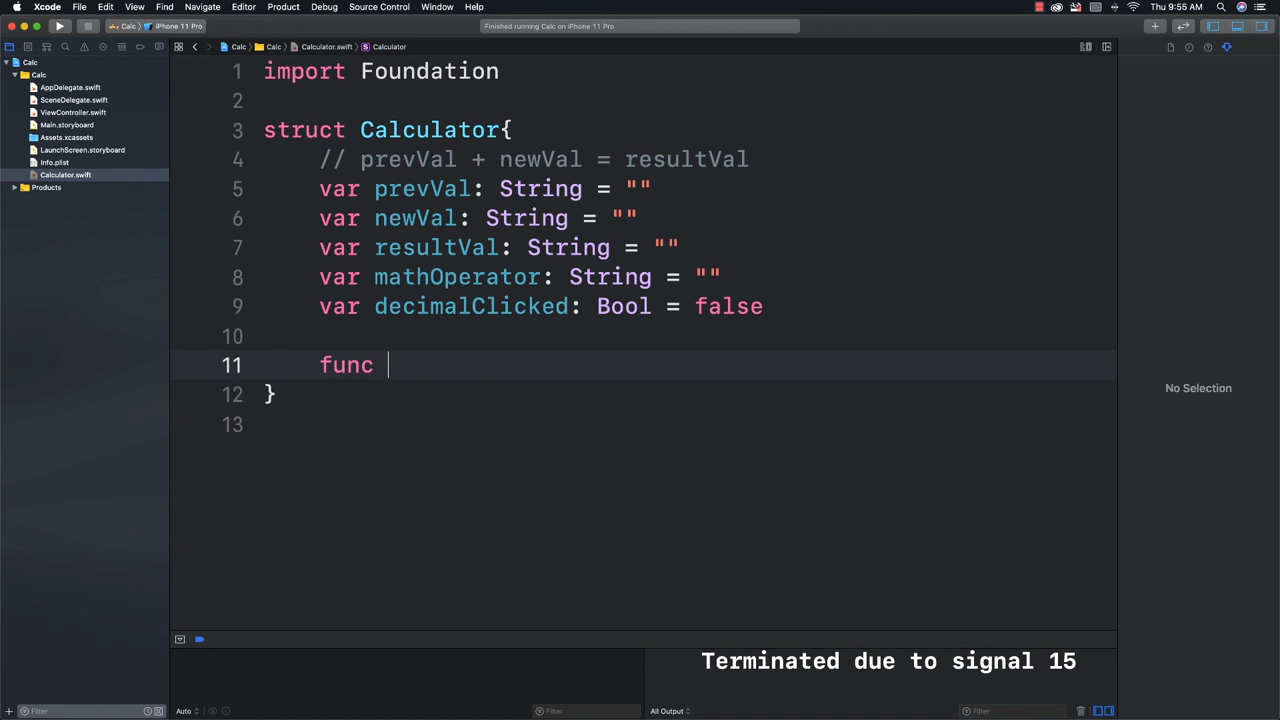 Xcode File Edit View Find Navigate Editor Product Debug Source Control Window Help Thu 9:55 AM
Calc iPhone 11 Pro Finished running Calc on iPhone 11 Pro
Calc Calc Calculator.swift S Calculator
Calc
Calc
AppDelegate.swift
SceneDelegate.swift
ViewController.swift
Main.storyboard
Assets.xcassets
LaunchScreen.storyboard
Info.plist
Calculator.swift
Products
1 import Foundation
2
3 struct Calculator{
4 // prevVal + newVal = resultVal
5 var prevVal: String = ""
6 var newVal: String = ""
7 var resultVal: String = ""
8 var mathOperator: String = ""
9 var decimalClicked: Bool = false
10
11 func
12 }
13
No Selection
Terminated due to signal 15
Filter Auto Filter All Output Filter